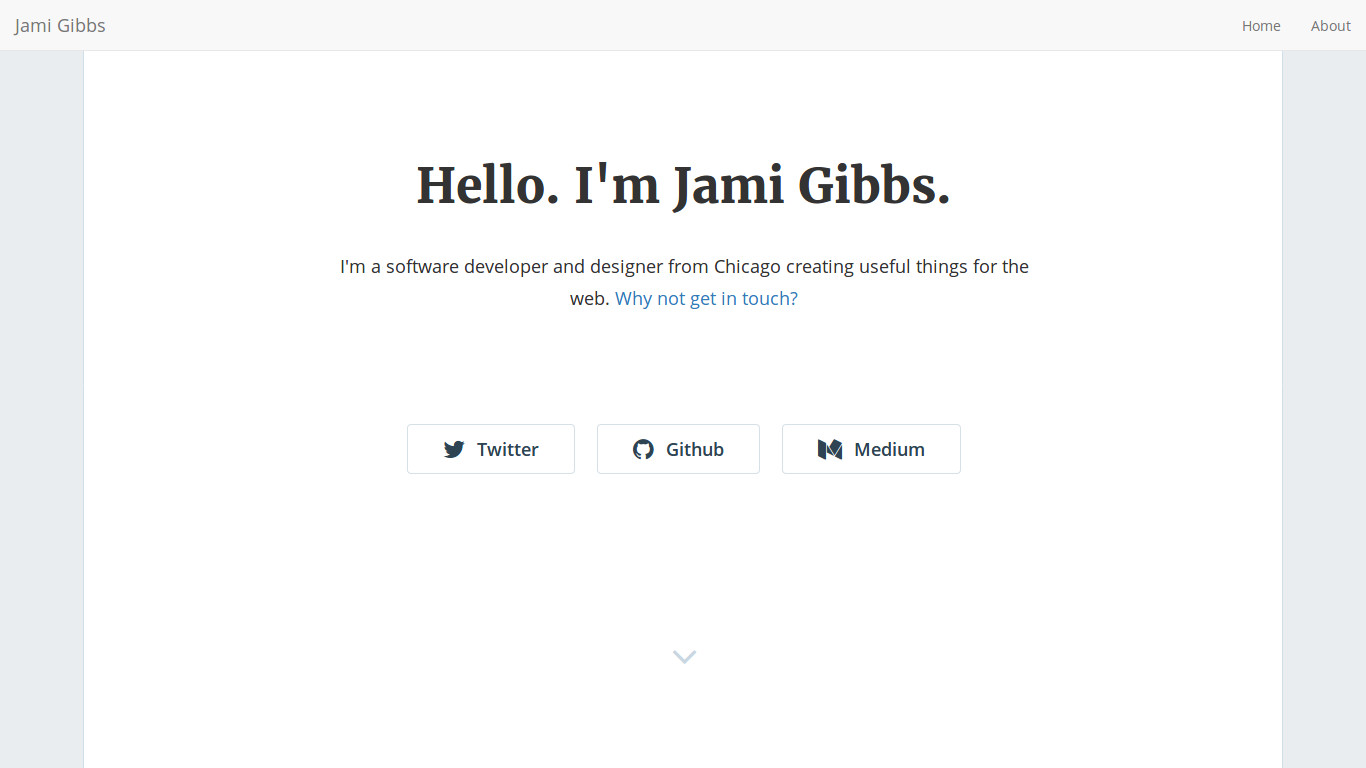 Jami Gibbs
Home
About
Hello. I'm Jami Gibbs.
I'm a software developer and designer from Chicago creating useful things for the
web. Why not get in touch?
Twitter
Github
Medium